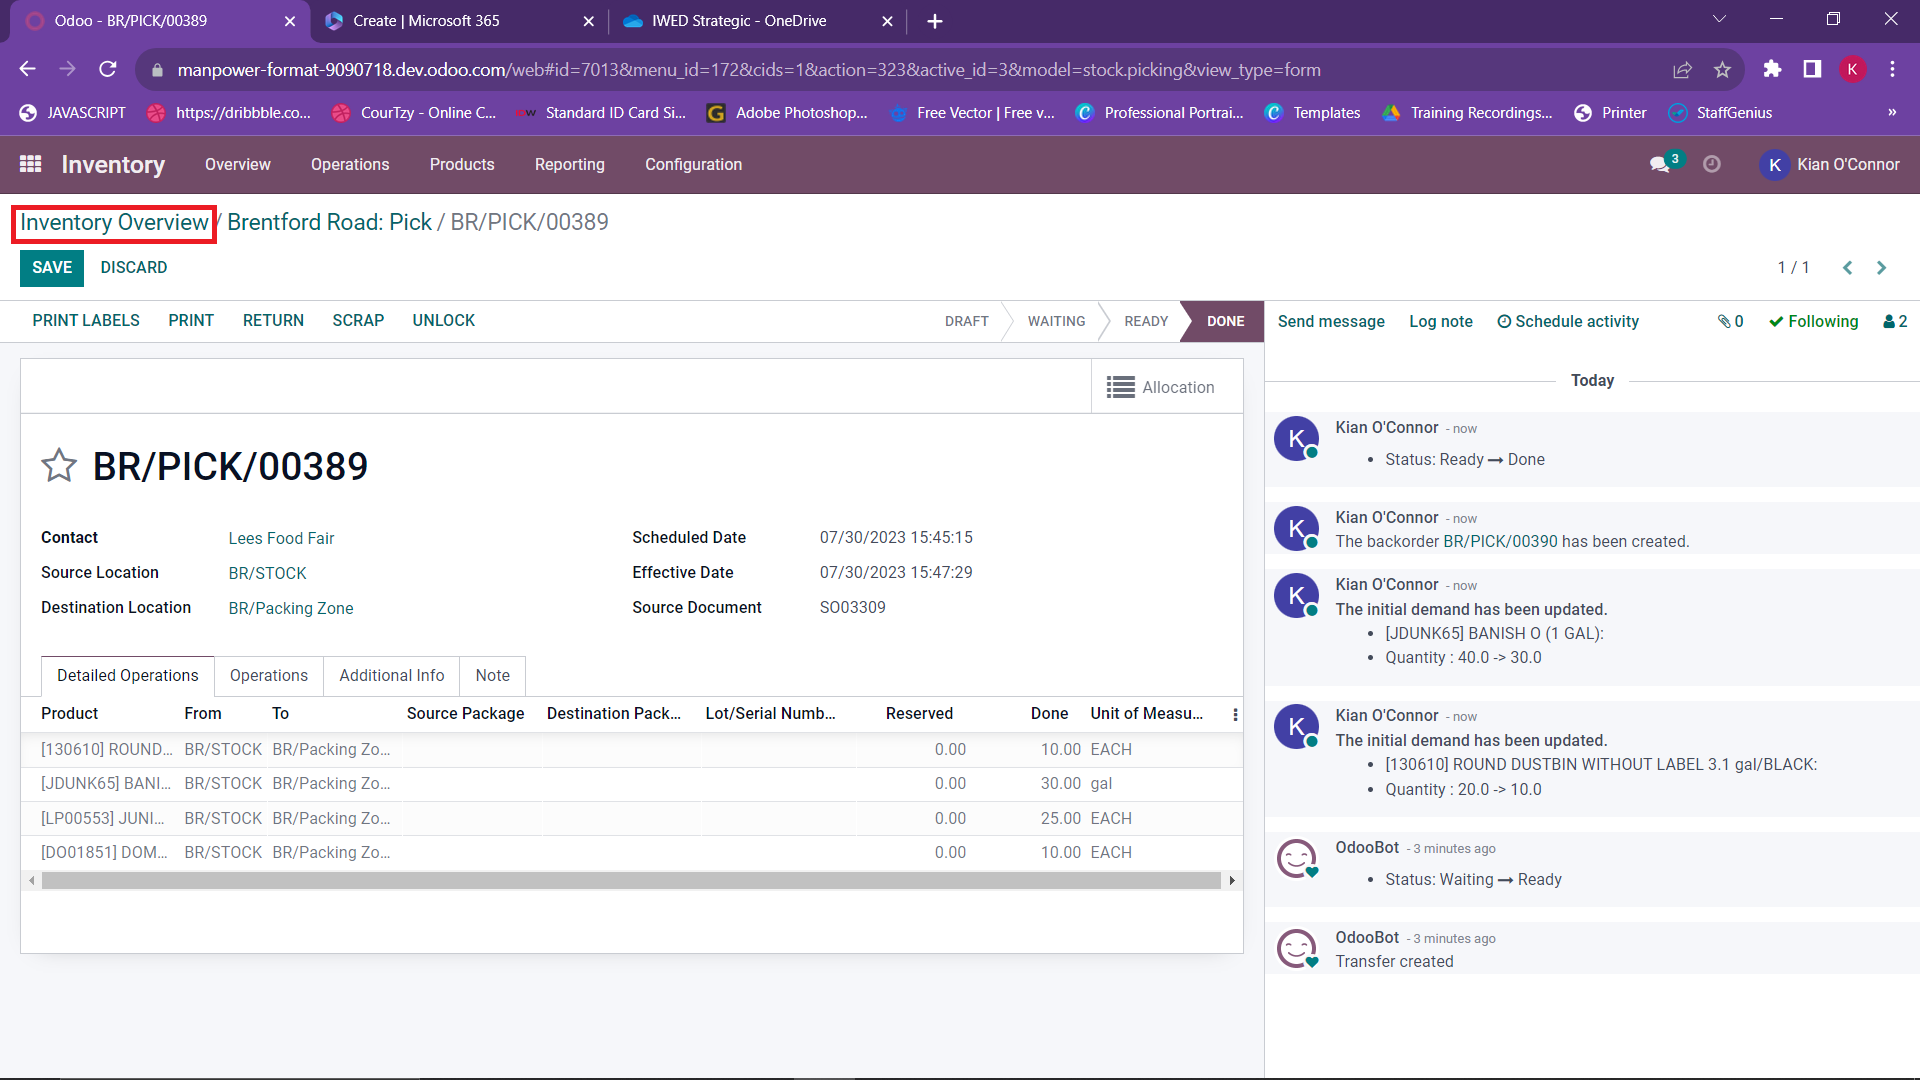 Odoo - BR/PICK/00389
Create | Microsoft 365
IWED Strategic - OneDrive
manpower-format-9090718.dev.odoo.com/web#id=7013&menu_id=172&cids=1&action=323&active_id=3&model=stock.picking&view_type=form
K
JAVASCRIPT
https://dribbble.co...
CourTzy - Online C...
Standard ID Card Si...
Adobe Photoshop...
Free Vector | Free v...
Professional Portrai...
Templates
Training Recordings...
Printer
StaffGenius
»
Inventory
Overview
Operations
Products
Reporting
Configuration
3
K
Kian O'Connor
Inventory Overview / Brentford Road: Pick / BR/PICK/00389
SAVE
DISCARD
1 / 1
PRINT LABELS
PRINT
RETURN
SCRAP
UNLOCK
DRAFT
WAITING
READY
DONE
Send message
Log note
Schedule activity
0
Following
2
Allocation
BR/PICK/00389
Contact
Lees Food Fair
Source Location
BR/STOCK
Destination Location
BR/Packing Zone
Scheduled Date
07/30/2023 15:45:15
Effective Date
07/30/2023 15:47:29
Source Document
SO03309
Detailed Operations
Operations
Additional Info
Note
Product From To Source Package Destination Pack... Lot/Serial Numb... Reserved Done Unit of Measu...
[130610] ROUND... BR/STOCK BR/Packing Zo... 0.00 10.00 EACH
[JDUNK65] BANI... BR/STOCK BR/Packing Zo... 0.00 30.00 gal
[LP00553] JUNI... BR/STOCK BR/Packing Zo... 0.00 25.00 EACH
[DO01851] DOM... BR/STOCK BR/Packing Zo... 0.00 10.00 EACH
Today
K
Kian O'Connor - now
Status: Ready → Done
K
Kian O'Connor - now
The backorder BR/PICK/00390 has been created.
K
Kian O'Connor - now
The initial demand has been updated.
[JDUNK65] BANISH O (1 GAL):
Quantity : 40.0 -> 30.0
K
Kian O'Connor - now
The initial demand has been updated.
[130610] ROUND DUSTBIN WITHOUT LABEL 3.1 gal/BLACK:
Quantity : 20.0 -> 10.0
OdooBot - 3 minutes ago
Status: Waiting → Ready
OdooBot - 3 minutes ago
Transfer created